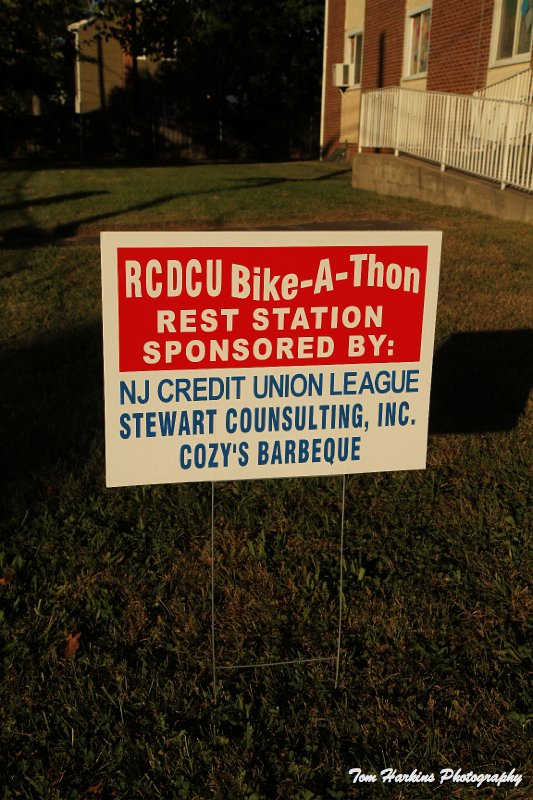 RCDCU Bike-A-Thon
REST STATION
SPONSORED BY:
NJ CREDIT UNION LEAGUE
STEWART COUNSULTING, INC.
COZY'S BARBEQUE
Tom Harkins Photography